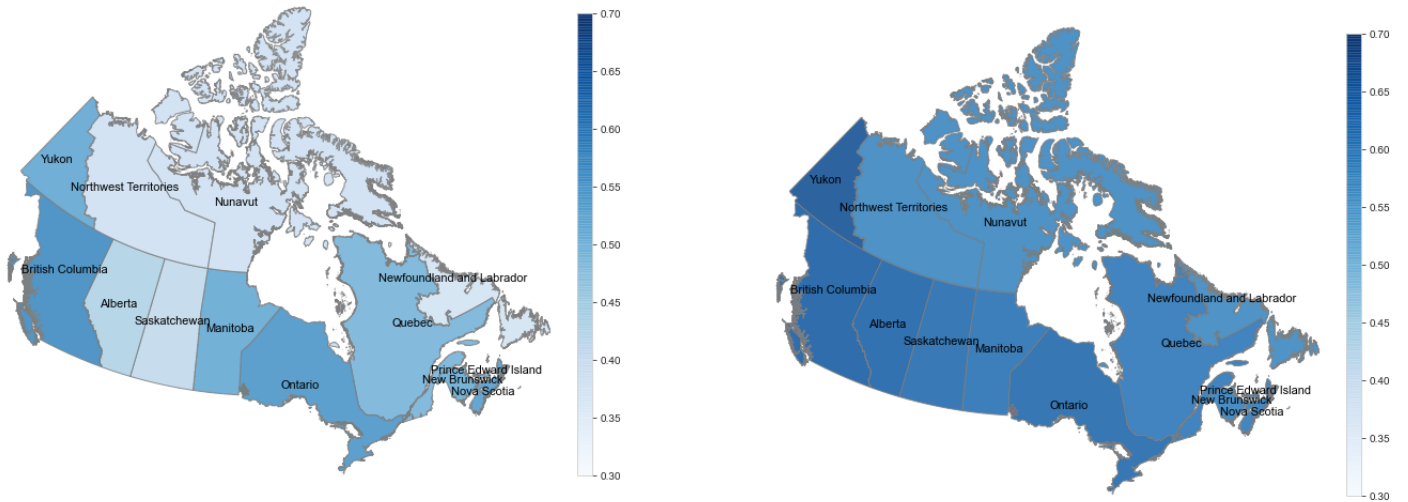 0.70
0.65
0.60
0.55
0.50
0.45
0.40
0.35
0.30
Yukon
Northwest Territories
Nunavut
British Columbia
Alberta
Saskatchewan
Manitoba
Ontario
Quebec
Newfoundland and Labrador
Prince Edward Island
New Brunswick
Nova Scotia
0.70
0.65
0.60
0.55
0.50
0.45
0.40
0.35
0.30
Yukon
Northwest Territories
Nunavut
British Columbia
Alberta
Saskatchewan
Manitoba
Ontario
Quebec
Newfoundland and Labrador
Prince Edward Island
New Brunswick
Nova Scotia